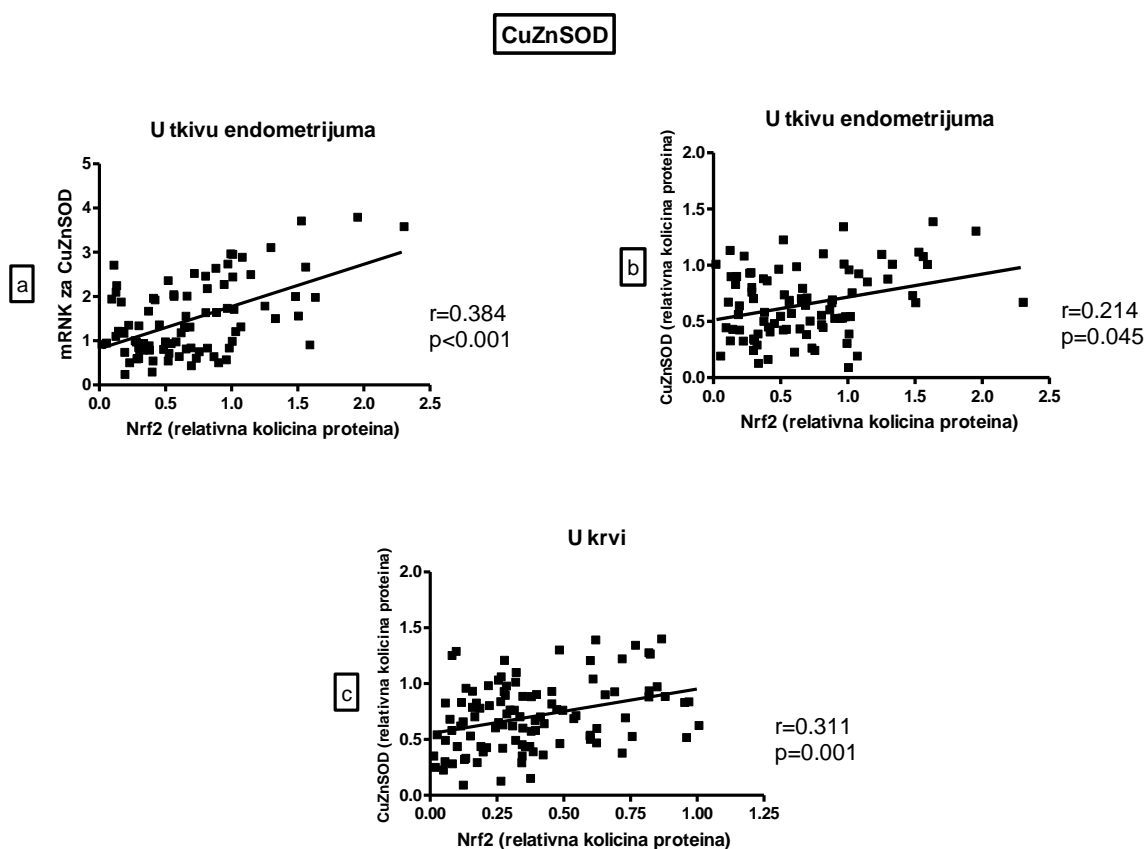 CuZnSOD
U tkivu endometrijuma
a
mRNK za CuZnSOD
5
4
3
2
1
0
0.0 0.5 1.0 1.5 2.0 2.5
Nrf2 (relativna kolicina proteina)
r=0.384
p<0.001
U tkivu endometrijuma
b
CuZnSOD (relativna kolicina proteina)
2.0
1.5
1.0
0.5
0.0
0.0 0.5 1.0 1.5 2.0 2.5
Nrf2 (relativna kolicina proteina)
r=0.214
p=0.045
U krvi
c
CuZnSOD (relativna kolicina proteina)
2.0
1.5
1.0
0.5
0.0
0.00 0.25 0.50 0.75 1.00 1.25
Nrf2 (relativna kolicina proteina)
r=0.311
p=0.001